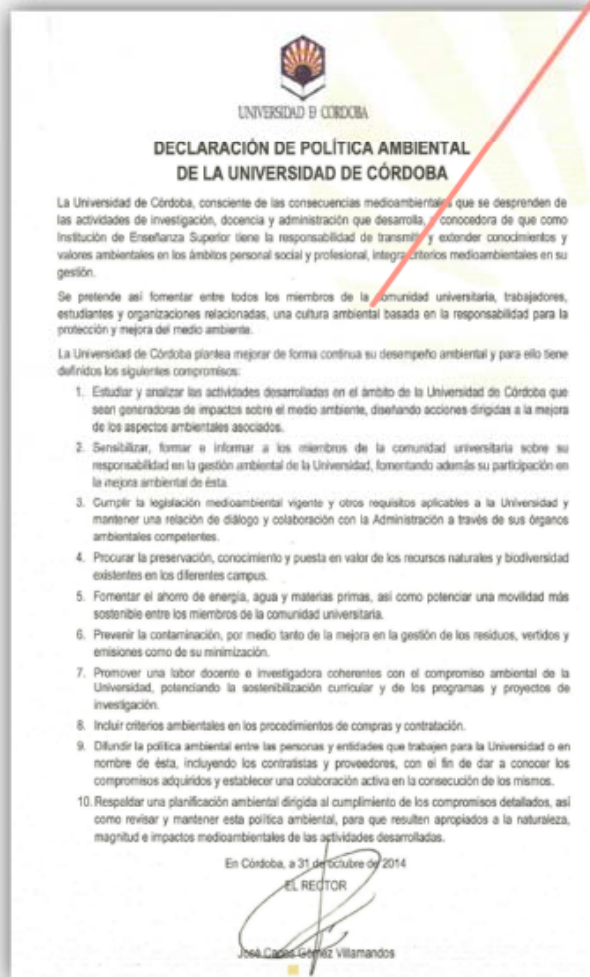 UNIVERSIDAD Ð CORDOBA
DECLARACIÓN DE POLÍTICA AMBIENTAL
DE LA UNIVERSIDAD DE CÓRDOBA
La Universidad de Córdoba, consciente de las consecuencias medioambientales que se desprenden de
las actividades de investigación, docencia y administración que desarrolla, y conocedora de que como
Institución de Enseñanza Superior tiene la responsabilidad de transmitir y extender conocimientos y
valores ambientales en los ámbitos personal social y profesional, integra criterios medioambientales en su
gestión.
Se pretende así fomentar entre todos los miembros de la comunidad universitaria, trabajadores,
estudiantes y organizaciones relacionadas, una cultura ambiental basada en la responsabilidad para la
protección y mejora del medio ambiente.
La Universidad de Córdoba plantea mejorar de forma continua su desempeño ambiental y para ello tiene
definidos los siguientes compromisos:
1. Estudiar y analizar las actividades desarrolladas en el ámbito de la Universidad de Córdoba que
sean generadoras de impactos sobre el medio ambiente, diseñando acciones dirigidas a la mejora
de los aspectos ambientales asociados.
2. Sensibilizar, formar e informar a los miembros de la comunidad universitaria sobre su
responsabilidad en la gestión ambiental de la Universidad, fomentando además su participación en
la mejora ambiental de ésta.
3. Cumplir la legislación medioambiental vigente y otros requisitos aplicables a la Universidad y
mantener una relación de diálogo y colaboración con la Administración a través de sus órganos
ambientales competentes.
4. Procurar la preservación, conocimiento y puesta en valor de los recursos naturales y biodiversidad
existentes en los diferentes campus.
5. Fomentar el ahorro de energía, agua y materias primas, así como potenciar una movilidad más
sostenible entre los miembros de la comunidad universitaria.
6. Prevenir la contaminación, por medio tanto de la mejora en la gestión de los residuos, vertidos y
emisiones como de su minimización.
7. Promover una labor docente e investigadora coherentes con el compromiso ambiental de la
Universidad, potenciando la sostenibilización curricular y de los programas y proyectos de
investigación.
8. Incluir criterios ambientales en los procedimientos de compras y contratación.
9. Difundir la política ambiental entre las personas y entidades que trabajen para la Universidad o en
nombre de ésta, incluyendo los contratistas y proveedores, con el fin de dar a conocer los
compromisos adquiridos y establecer una colaboración activa en la consecución de los mismos.
10. Respaldar una planificación ambiental dirigida al cumplimiento de los compromisos detallados, así
como revisar y mantener esta política ambiental, para que resulten apropiados a la naturaleza,
magnitud e impactos medioambientales de las actividades desarrolladas.
En Córdoba, a 31 de octubre de 2014
EL RECTOR
José Carlos Gómez Villamandos